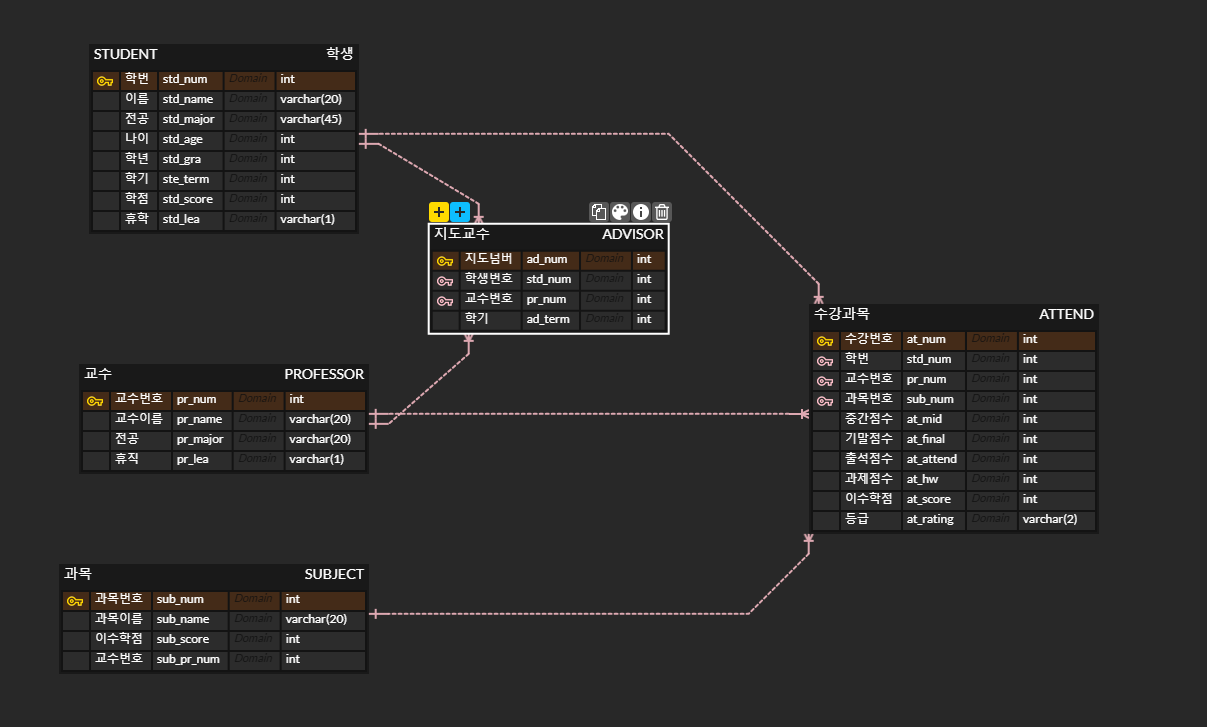 STUDENT 학생
학번 std_num Domain int
이름 std_name Domain varchar(20)
전공 std_major Domain varchar(45)
나이 std_age Domain int
학년 std_gra Domain int
학기 ste_term Domain int
학점 std_score Domain int
휴학 std_lea Domain varchar(1)
지도교수 ADVISOR
지도넘버 ad_num Domain int
학생번호 std_num Domain int
교수번호 pr_num Domain int
학기 ad_term Domain int
교수 PROFESSOR
교수번호 pr_num Domain int
교수이름 pr_name Domain varchar(20)
전공 pr_major Domain varchar(20)
휴직 pr_lea Domain varchar(1)
수강과목 ATTEND
수강번호 at_num Domain int
학번 std_num Domain int
교수번호 pr_num Domain int
과목번호 sub_num Domain int
중간점수 at_mid Domain int
기말점수 at_final Domain int
출석점수 at_attend Domain int
과제점수 at_hw Domain int
이수학점 at_score Domain int
등급 at_rating Domain varchar(2)
과목 SUBJECT
과목번호 sub_num Domain int
과목이름 sub_name Domain varchar(20)
이수학점 sub_score Domain int
교수번호 sub_pr_num Domain int